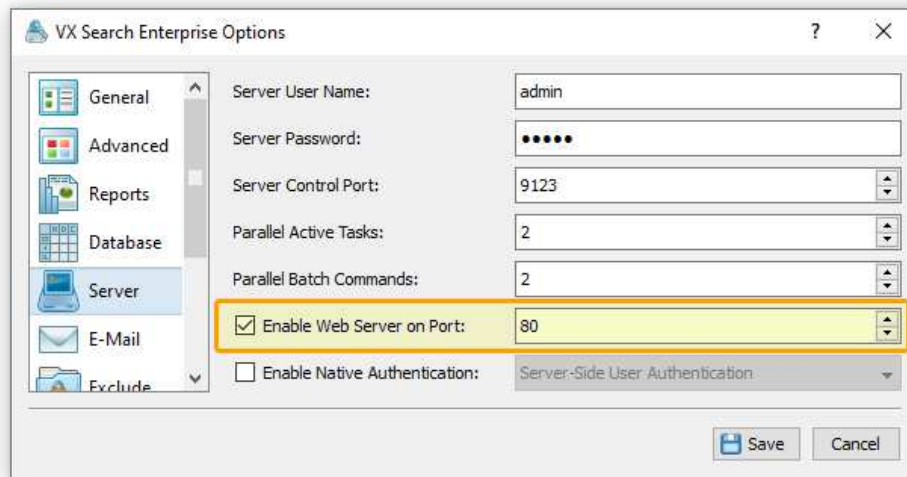 VX Search Enterprise Options
?
General
Advanced
Reports
Database
Server
E-Mail
Exclude
Server User Name: admin
Server Password: •••••
Server Control Port: 9123
Parallel Active Tasks: 2
Parallel Batch Commands: 2
Enable Web Server on Port: 80
Enable Native Authentication: Server-Side User Authentication
Save Cancel